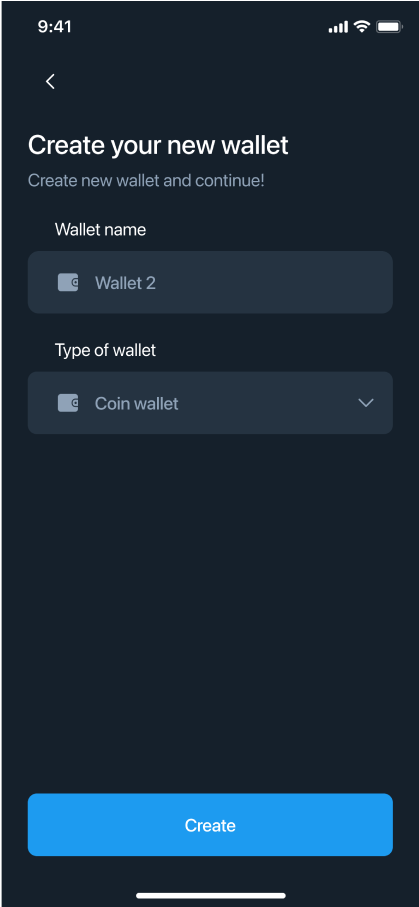 9:41
Create your new wallet
Create new wallet and continue!
Wallet name
Wallet 2
Type of wallet
Coin wallet
Create